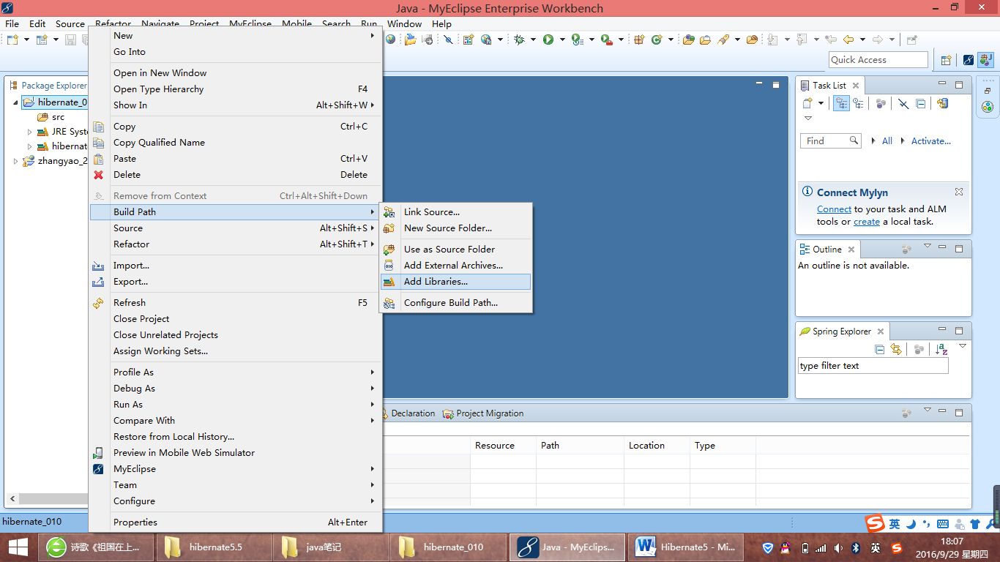 Java - MyEclipse Enterprise Workbench
File Edit Source Refactor Navigate Project MyEclipse Mobile Search Run Window Help
Quick Access
Package Explorer
hibernate_0
src
JRE Syste
hibernate
zhangyao_2
New
Go Into
Open in New Window
Open Type Hierarchy F4
Show In Alt+Shift+W
Copy Ctrl+C
Copy Qualified Name
Paste Ctrl+V
Delete Delete
Remove from Context Ctrl+Alt+Shift+Down
Build Path
Source Alt+Shift+S
Refactor Alt+Shift+T
Import...
Export...
Refresh F5
Close Project
Close Unrelated Projects
Assign Working Sets...
Profile As
Debug As
Run As
Compare With
Restore from Local History...
Preview in Mobile Web Simulator
MyEclipse
Team
Configure
Properties Alt+Enter
Link Source...
New Source Folder...
Use as Source Folder
010
Add External Archives...
Add Libraries...
Configure Build Path...
Task List
Find All Activate...
Connect Mylyn
Connect to your task and ALM
tools or create a local task.
Outline
An outline is not available.
Spring Explorer
type filter text
Declaration Project Migration
Resource Path Location Type
hibernate_010
英
诗歌《祖国在上... hibernate5.5 java笔记 hibernate_010 Java - MyEclips... Hibernate5 - Mi...
英
18:07
2016/9/29 星期四